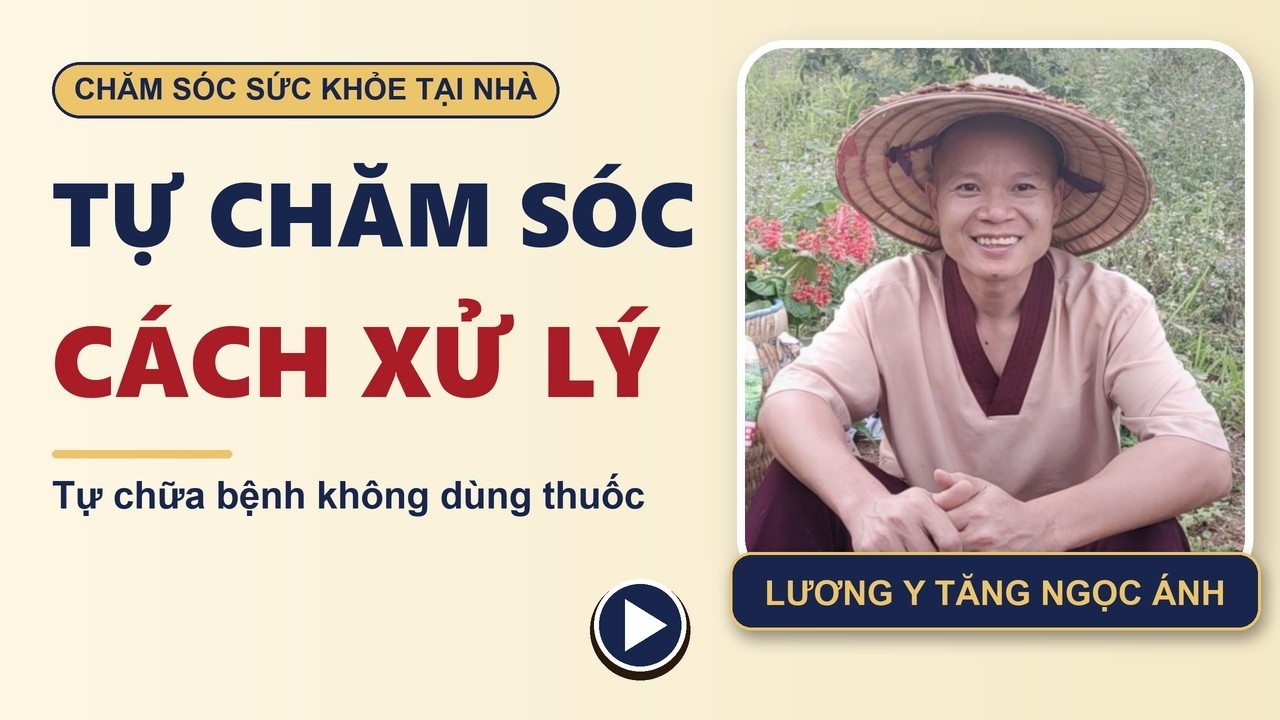 CHĂM SÓC SỨC KHỎE TẠI NHÀ
TỰ CHĂM SÓC
CÁCH XỬ LÝ
Tự chữa bệnh không dùng thuốc
LƯƠNG Y TĂNG NGỌC ÁNH